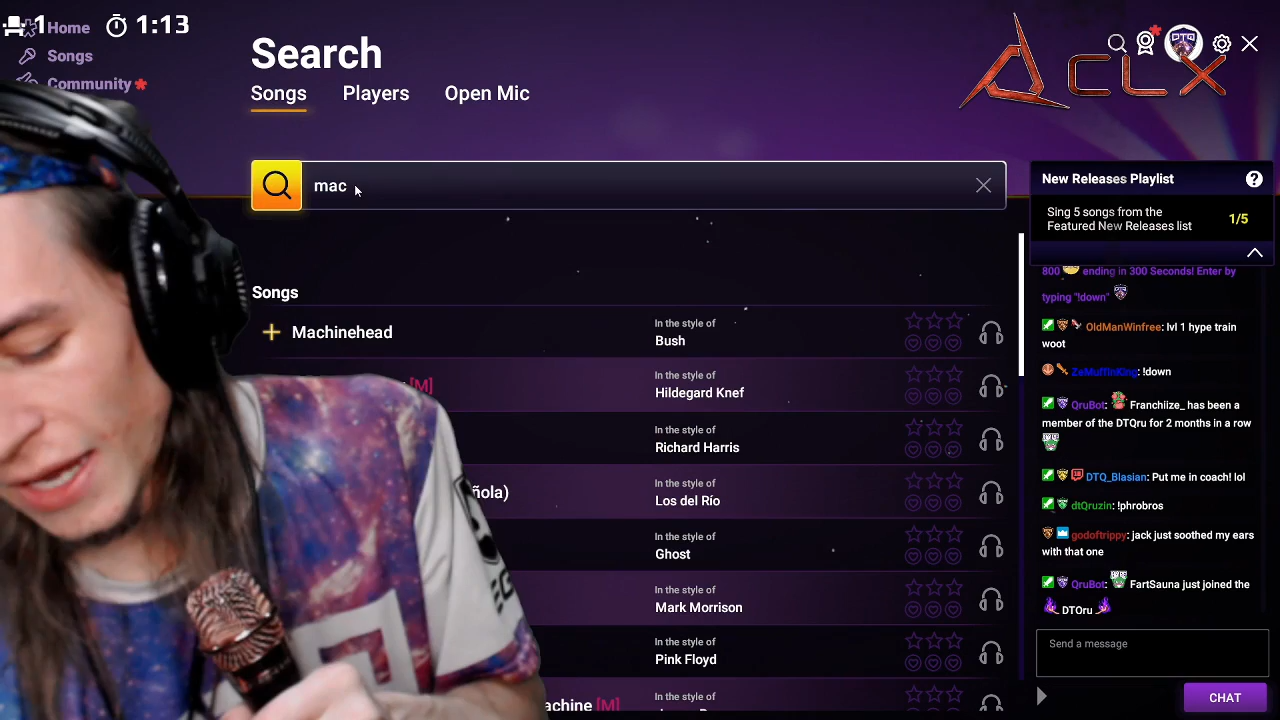 1
1:13
Home
Songs
Community
Search
Songs
Players
Open Mic
ACLX
mac
Songs
Machinehead
In the style of
Bush
[M]
In the style of
Hildegard Knef
In the style of
Richard Harris
ñola)
In the style of
Los del Río
In the style of
Ghost
In the style of
Mark Morrison
In the style of
Pink Floyd
achine [M]
New Releases Playlist
?
Sing 5 songs from the
Featured New Releases list
1/5
800 ending in 300 Seconds! Enter by
typing "!down"
OldManWinfree: lvl 1 hype train
woot
ZeMuffinKing: !down
QruBot: Franchiize_ has been a
member of the DTQru for 2 months in a row
DTQ_Blasian: Put me in coach! lol
dtQruzin: !phrobros
godoftrippy: jack just soothed my ears
with that one
QruBot: FartSauna just joined the
DTQru
Send a message
CHAT